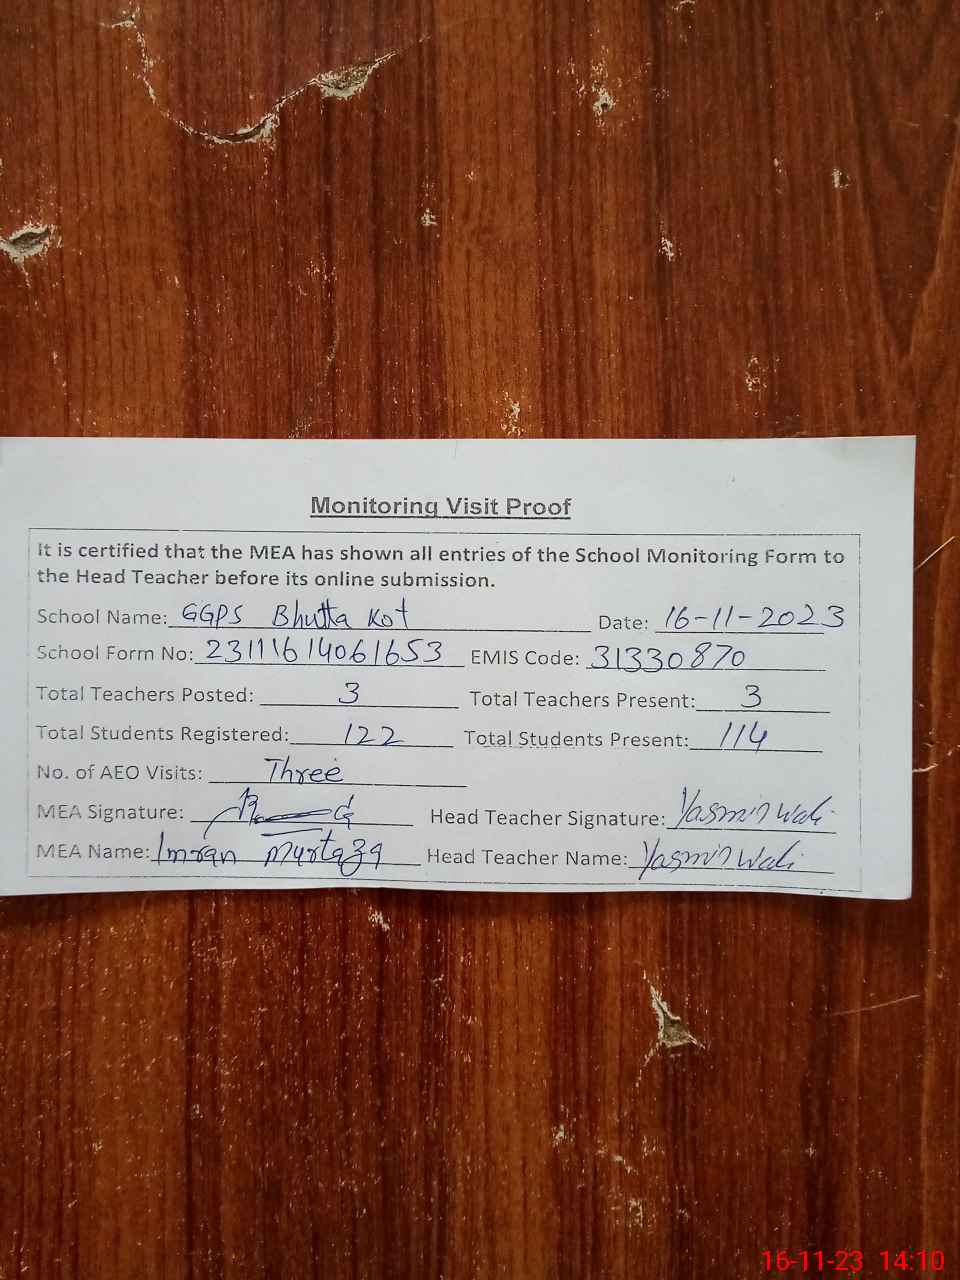 Monitoring Visit Proof
It is certified that the MEA has shown all entries of the School Monitoring Form to
the Head Teacher before its online submission.
School Name: GGPS Bhutta Kot Date: 16-11-2023
School Form No: 23111614061653 EMIS Code: 31330870
Total Teachers Posted: 3 Total Teachers Present: 3
Total Students Registered: 122 Total Students Present: 114
No. of AEO Visits: Three
MEA Signature: Head Teacher Signature: Yasmin Wali
MEA Name: Imran Murtaza Head Teacher Name: Yasmin Wali
16-11-23 14:10